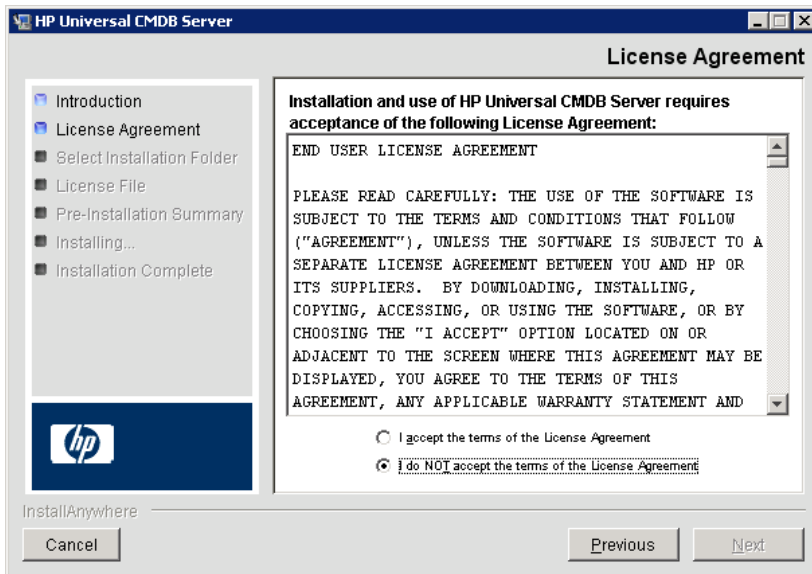 HP Universal CMDB Server
License Agreement
Introduction
License Agreement
Select Installation Folder
License File
Pre-Installation Summary
Installing...
Installation Complete
hp
Installation and use of HP Universal CMDB Server requires
acceptance of the following License Agreement:
END USER LICENSE AGREEMENT
PLEASE READ CAREFULLY: THE USE OF THE SOFTWARE IS
SUBJECT TO THE TERMS AND CONDITIONS THAT FOLLOW
("AGREEMENT"), UNLESS THE SOFTWARE IS SUBJECT TO A
SEPARATE LICENSE AGREEMENT BETWEEN YOU AND HP OR
ITS SUPPLIERS.  BY DOWNLOADING, INSTALLING,
COPYING, ACCESSING, OR USING THE SOFTWARE, OR BY
CHOOSING THE "I ACCEPT" OPTION LOCATED ON OR
ADJACENT TO THE SCREEN WHERE THIS AGREEMENT MAY BE
DISPLAYED, YOU AGREE TO THE TERMS OF THIS
AGREEMENT, ANY APPLICABLE WARRANTY STATEMENT AND
I accept the terms of the License Agreement
I do NOT accept the terms of the License Agreement
InstallAnywhere
Cancel
Previous
Next